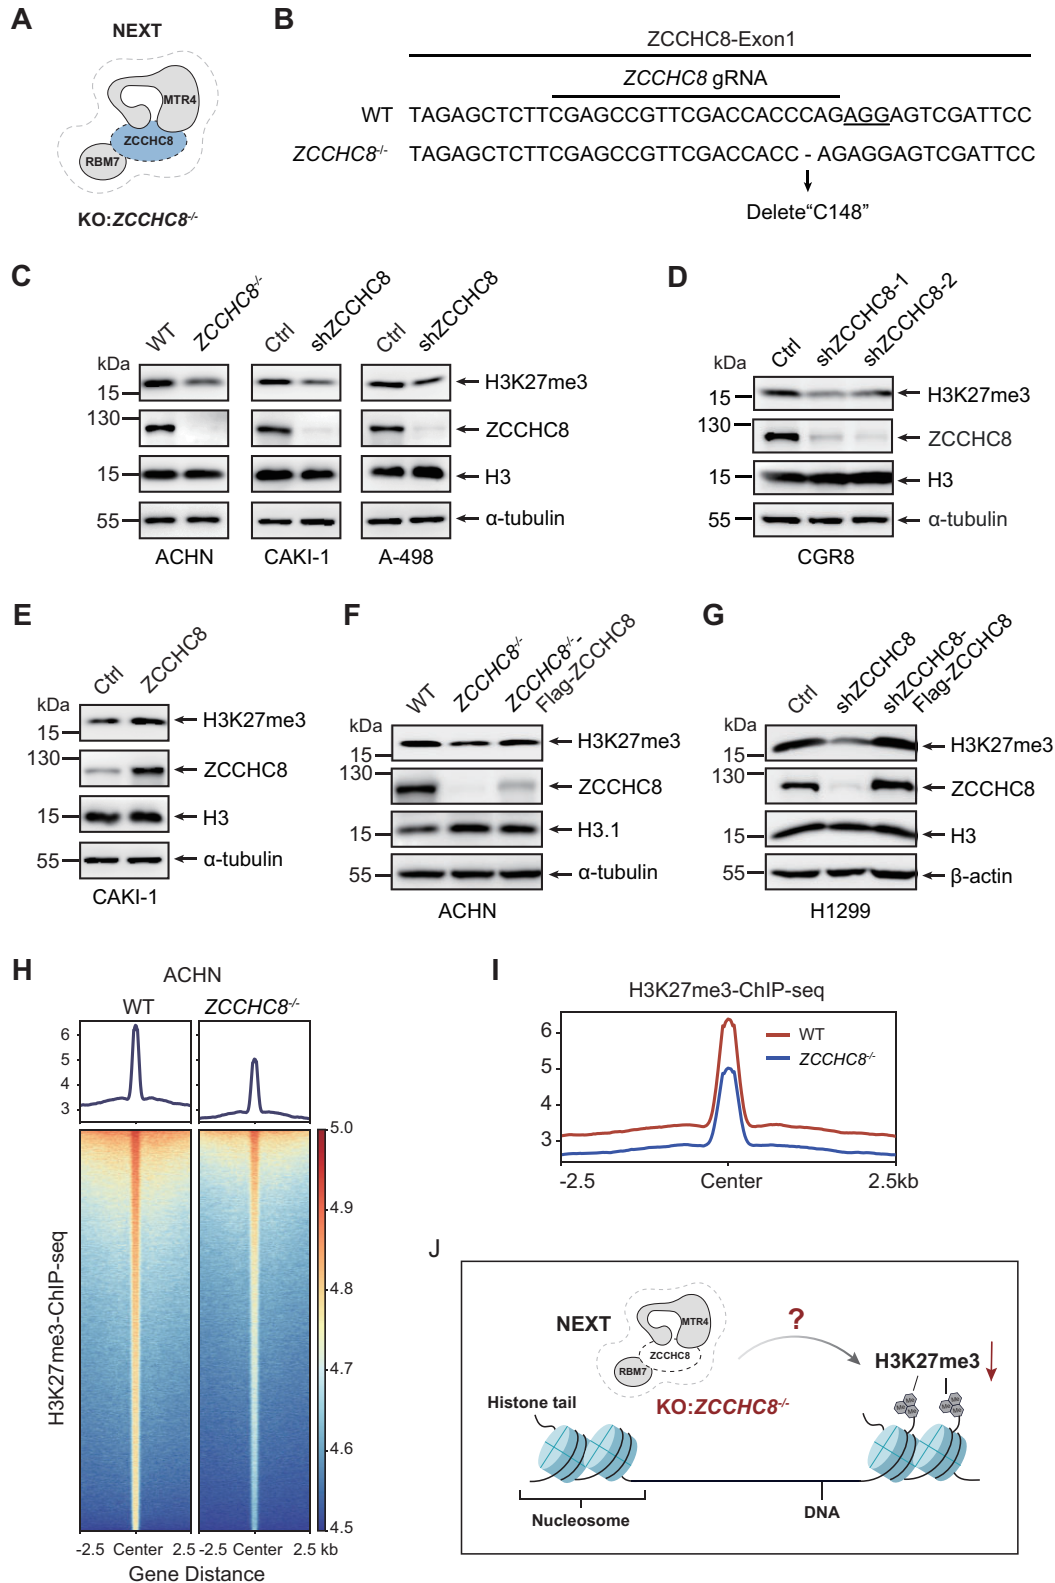 A
NEXT
MTR4
ZCCHC8
RBM7
KO:ZCCHC8-/-
B
ZCCHC8-Exon1
ZCCHC8 gRNA
WT TAGAGCTCTTCGAGCCGTTCGACCACCCAGAGGAGTCGATTCC
ZCCHC8-/- TAGAGCTCTTCGAGCCGTTCGACCACC - AGAGGAGTCGATTCC
Delete“C148”
C
WT ZCCHC8-/- Ctrl shZCCHC8 Ctrl shZCCHC8
kDa
15 H3K27me3
130 ZCCHC8
15 H3
55 α-tubulin
ACHN CAKI-1 A-498
D
Ctrl shZCCHC8-1 shZCCHC8-2
kDa
15 H3K27me3
130 ZCCHC8
15 H3
55 α-tubulin
CGR8
E
Ctrl ZCCHC8
kDa
15 H3K27me3
130 ZCCHC8
15 H3
55 α-tubulin
CAKI-1
F
WT ZCCHC8-/- ZCCHC8-/-- Flag-ZCCHC8
kDa
15 H3K27me3
130 ZCCHC8
15 H3.1
55 α-tubulin
ACHN
G
Ctrl shZCCHC8 shZCCHC8- Flag-ZCCHC8
kDa
15 H3K27me3
130 ZCCHC8
15 H3
55 β-actin
H1299
H
ACHN
WT ZCCHC8-/-
6
5
4
3
5.0
4.9
4.8
4.7
4.6
4.5
H3K27me3-ChIP-seq
-2.5 Center 2.5 -2.5 Center 2.5 kb
Gene Distance
I
H3K27me3-ChIP-seq
6
5
4
3
WT
ZCCHC8-/-
-2.5 Center 2.5kb
J
NEXT
MTR4
ZCCHC8
RBM7
KO:ZCCHC8-/-
?
H3K27me3
Me Me Me
Me Me Me
Histone tail
Nucleosome
DNA